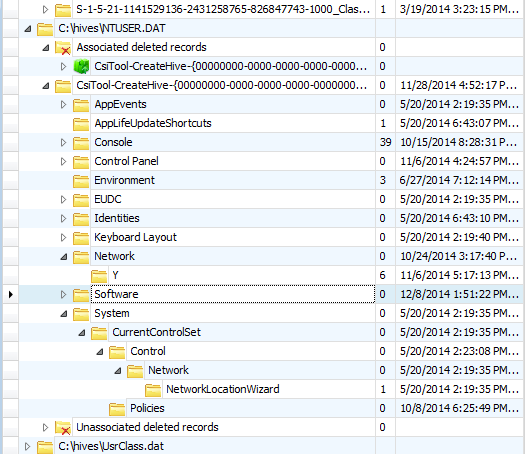 S-1-5-21-1141529136-2431258765-826847743-1000_Clas... 1 3/19/2014 3:23:15 PM...
C:\hives\NTUSER.DAT
Associated deleted records 0
CsiTool-CreateHive-{00000000-0000-0000-0000-0000... 0
CsiTool-CreateHive-{00000000-0000-0000-0000-0000000... 0 11/28/2014 4:52:17 P...
AppEvents 0 5/20/2014 2:19:35 PM...
AppLifeUpdateShortcuts 1 5/20/2014 6:43:07 PM...
Console 39 10/15/2014 8:28:31 P...
Control Panel 0 11/6/2014 4:24:57 PM...
Environment 3 6/27/2014 7:12:14 PM...
EUDC 0 5/20/2014 2:19:35 PM...
Identities 0 5/20/2014 6:43:10 PM...
Keyboard Layout 0 5/20/2014 2:19:40 PM...
Network 0 10/24/2014 3:17:40 P...
Y 6 11/6/2014 5:17:13 PM...
Software 0 12/8/2014 1:51:22 PM...
System 0 5/20/2014 2:19:35 PM...
CurrentControlSet 0 5/20/2014 2:19:35 PM...
Control 0 5/20/2014 2:23:08 PM...
Network 0 5/20/2014 2:19:35 PM...
NetworkLocationWizard 1 5/20/2014 2:19:35 PM...
Policies 0 10/8/2014 6:25:49 PM...
Unassociated deleted records 0
C:\hives\UsrClass.dat